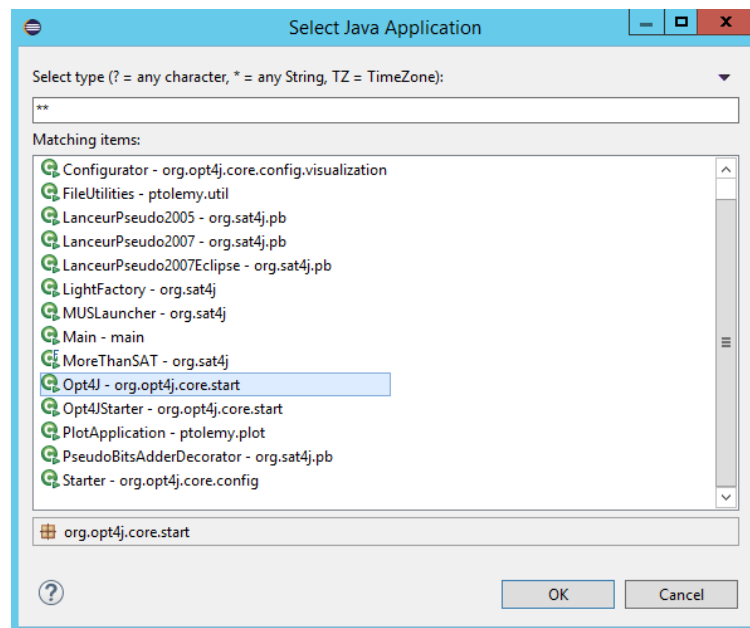 Select Java Application
Select type (? = any character, * = any String, TZ = TimeZone):
**
Matching items:
Configurator - org.opt4j.core.config.visualization
FileUtilities - ptolemy.util
LanceurPseudo2005 - org.sat4j.pb
LanceurPseudo2007 - org.sat4j.pb
LanceurPseudo2007Eclipse - org.sat4j.pb
LightFactory - org.sat4j
MUSLauncher - org.sat4j
Main - main
MoreThanSAT - org.sat4j
Opt4J - org.opt4j.core.start
Opt4JStarter - org.opt4j.core.start
PlotApplication - ptolemy.plot
PseudoBitsAdderDecorator - org.sat4j.pb
Starter - org.opt4j.core.config
org.opt4j.core.start
OK Cancel